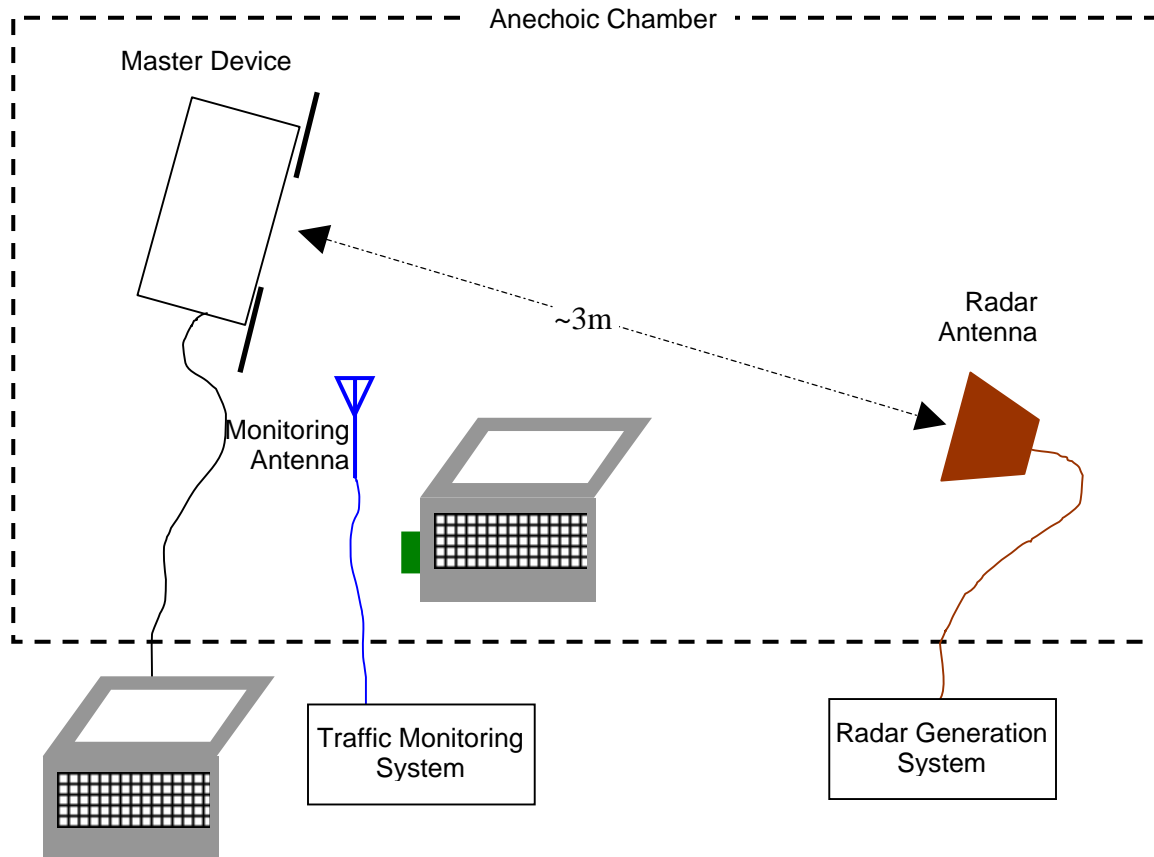 Anechoic Chamber
Master Device
~3m
Radar
Antenna
Monitoring
Antenna
Traffic Monitoring
System
Radar Generation
System